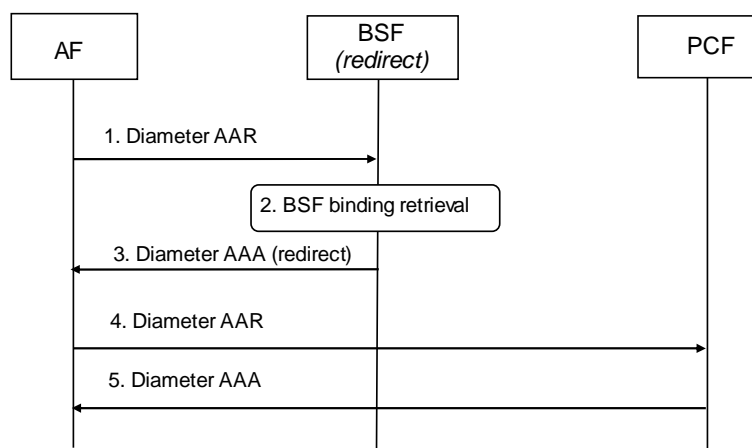 AF
BSF
(redirect)
PCF
1. Diameter AAR
2. BSF binding retrieval
3. Diameter AAA (redirect)
4. Diameter AAR
5. Diameter AAA